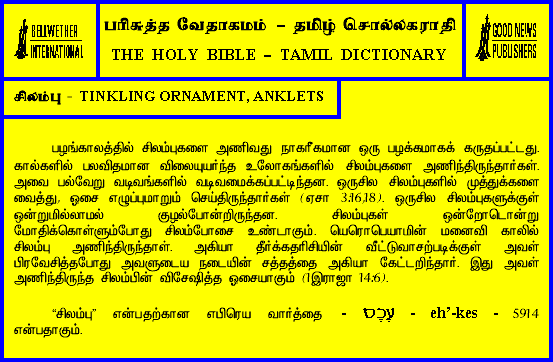 BELLWETHER
INTERNATIONAL
பரிசுத்த வேதாகமம் – தமிழ் சொல்லகராதி
THE HOLY BIBLE – TAMIL DICTIONARY
GOOD NEWS
PUBLISHERS
சிலம்பு - TINKLING ORNAMENT, ANKLETS
பழங்காலத்தில் சிலம்புகளை அணிவது நாகரீகமான ஒரு பழக்கமாகக் கருதப்பட்டது.
கால்களில் பலவிதமான விலையுயர்ந்த உலோகங்களில் சிலம்புகளை அணிந்திருந்தார்கள்.
அவை பல்வேறு வடிவங்களில் வடிவமைக்கப்பட்டிந்தன. ஒருசில சிலம்புகளில் முத்துக்களை
வைத்து, ஓசை எழுப்புமாறும் செய்திருந்தார்கள் (ஏசா 3:16,18). ஒருசில சிலம்புகளுக்குள்
ஒன்றுமில்லாமல் குழல்போன்றிருந்தன. சிலம்புகள் ஒன்றோடொன்று
மோதிக்கொள்ளும்போது சிலம்போசை உண்டாகும். யெரொபெயாமின் மனைவி காலில்
சிலம்பு அணிந்திருந்தாள். அகியா தீர்க்கதரிசியின் வீட்டுவாசற்படிக்குள் அவள்
பிரவேசித்தபோது அவளுடைய நடையின் சத்தத்தை அகியா கேட்டறிந்தார். இது அவள்
அணிந்திருந்த சிலம்பின் விசேஷித்த ஓசையாகும் (1இராஜா 14:6).
“சிலம்பு” என்பதற்கான எபிரெய வார்த்தை - עֶכֶס - eh’-kes - 5914
என்பதாகும்.